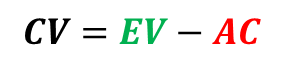 CV = EV − AC